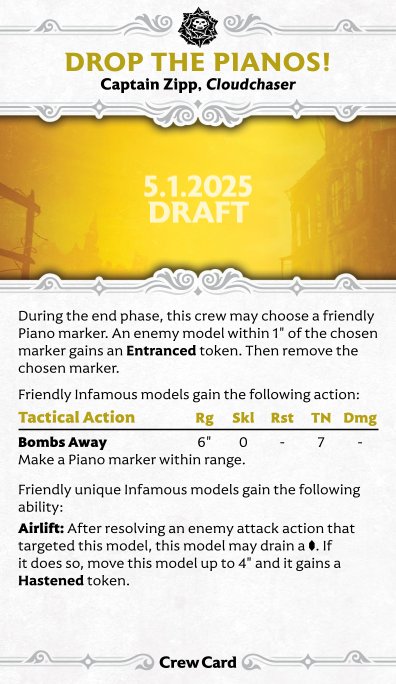 DROP THE PIANOS!
Captain Zipp, Cloudchaser
5.1.2025
DRAFT
During the end phase, this crew may choose a friendly
Piano marker. An enemy model within 1" of the chosen
marker gains an Entranced token. Then remove the
chosen marker.
Friendly Infamous models gain the following action:
Tactical Action Rg Skl Rst TN Dmg
Bombs Away 6" 0 - 7 -
Make a Piano marker within range.
Friendly unique Infamous models gain the following
ability:
Airlift: After resolving an enemy attack action that
targeted this model, this model may drain a . If
it does so, move this model up to 4" and it gains a
Hastened token.
Crew Card